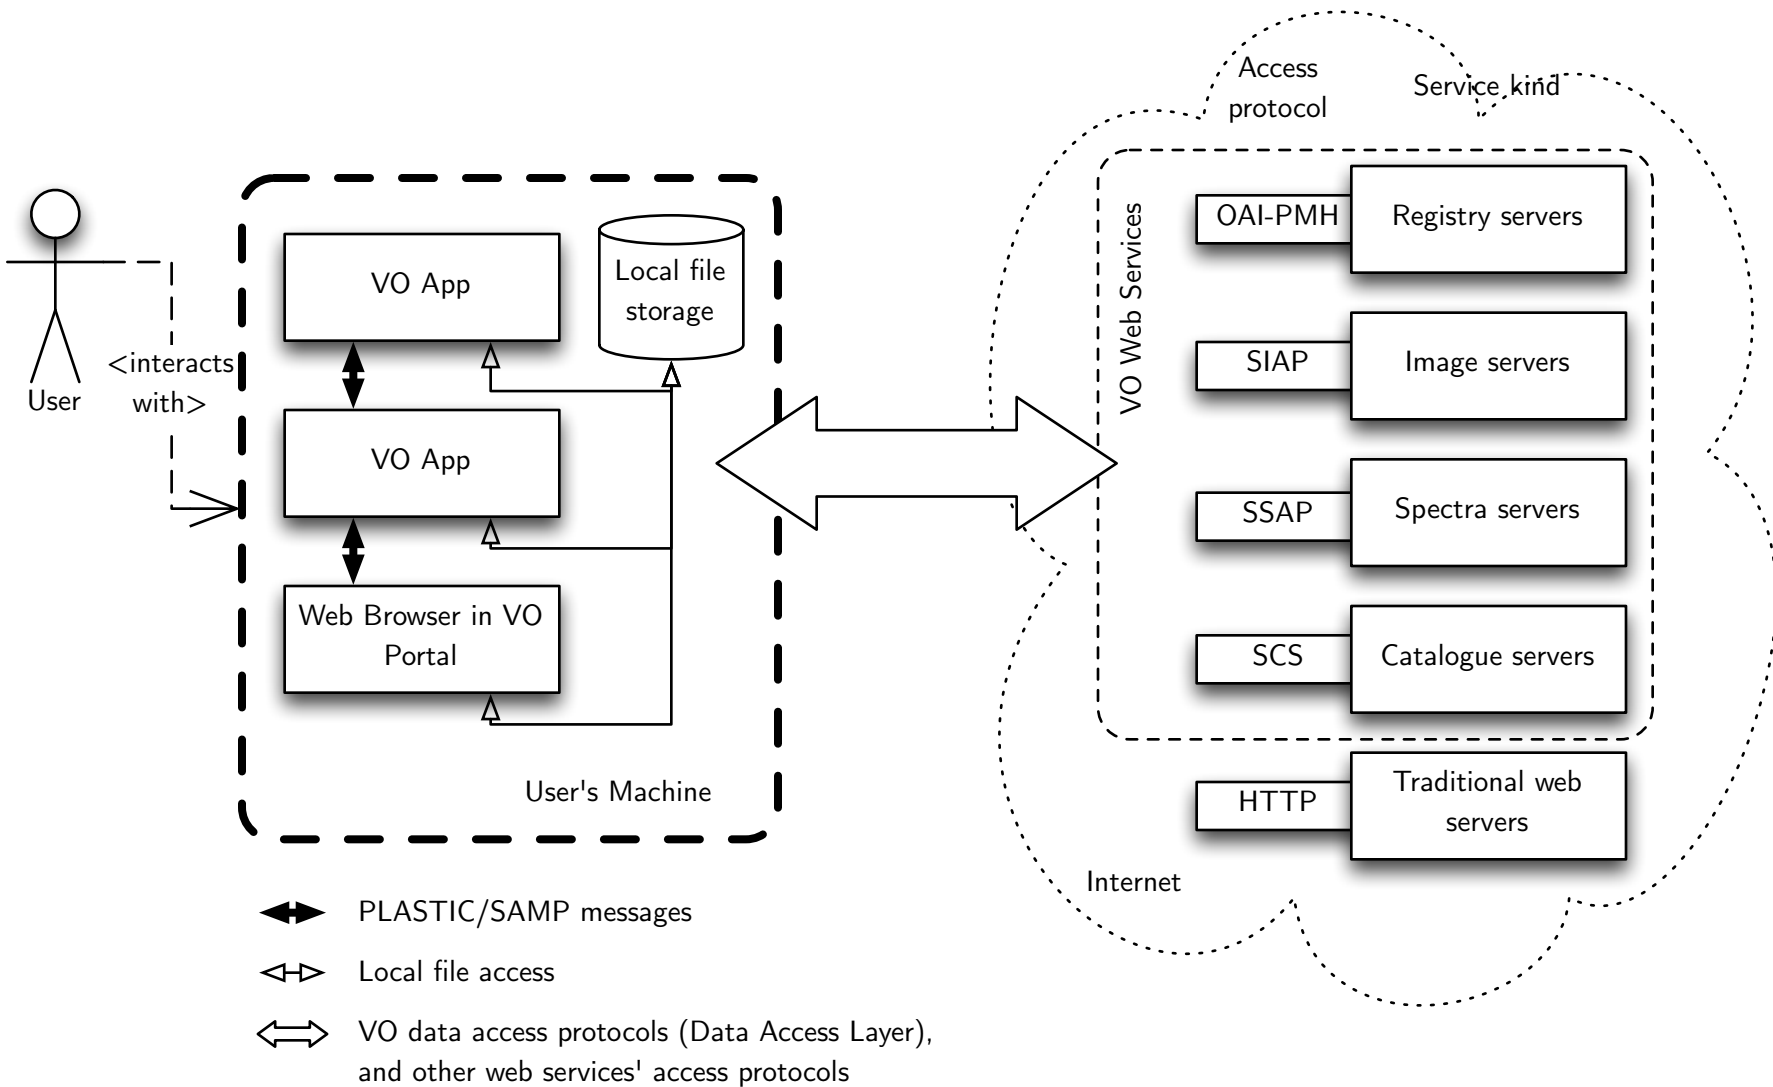 Access
protocol
Service kind
User
<interacts
with>
VO App
Local file
storage
VO App
Web Browser in VO
Portal
User's Machine
VO Web Services
OAI-PMH
Registry servers
SIAP
Image servers
SSAP
Spectra servers
SCS
Catalogue servers
HTTP
Traditional web
servers
Internet
PLASTIC/SAMP messages
Local file access
VO data access protocols (Data Access Layer),
and other web services' access protocols